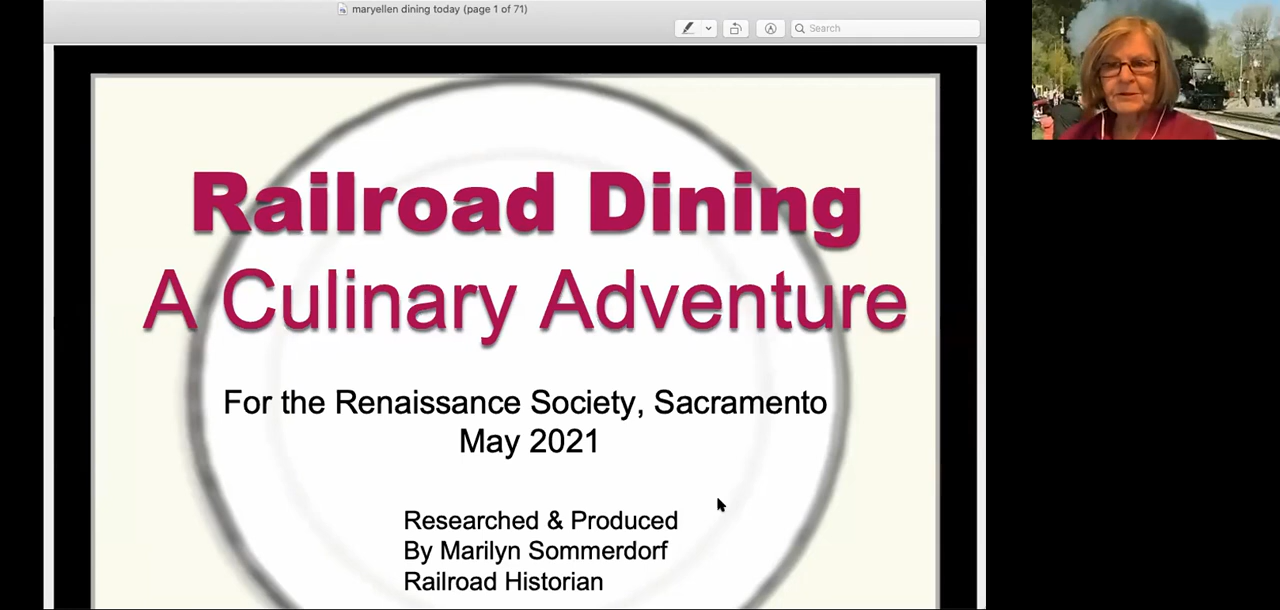 maryellen dining today (page 1 of 71)
Search
Railroad Dining
A Culinary Adventure
For the Renaissance Society, Sacramento
May 2021
Researched & Produced
By Marilyn Sommerdorf
Railroad Historian